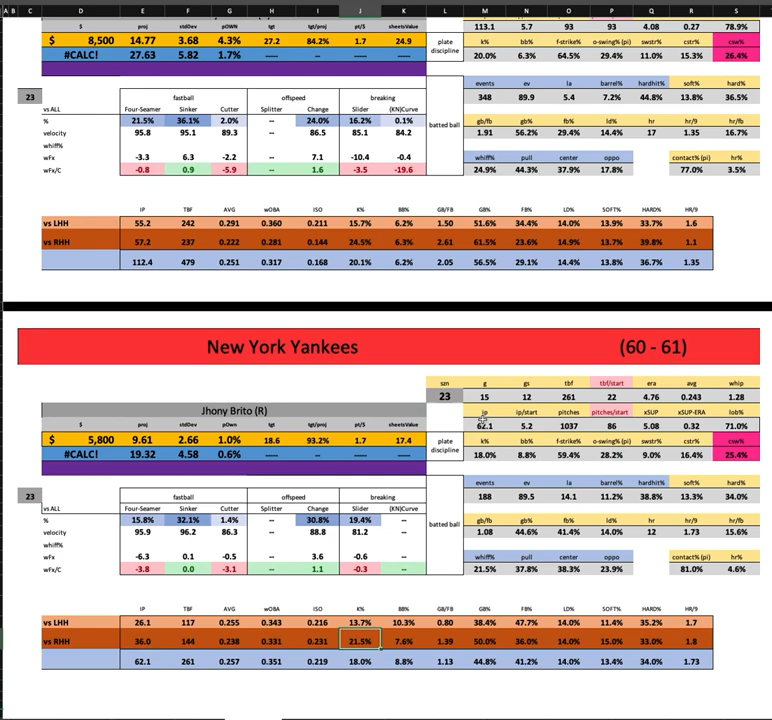 A B C D E F G H I J K L M N O P Q R S
$ proj stdDev pOWN tgt tgt/proj pt/$ sheetsValue 113.1 5.7 93 93 4.08 0.27 78.9%
$ 8,500 14.77 3.68 4.3% 27.2 84.2% 1.7 24.9 plate discipline k% bb% f-strike% o-swing% (pi) swstr% cstr% csw%
#CALC! 27.63 5.82 1.7% ---- -- ---- 20.0% 6.3% 64.5% 29.4% 11.0% 15.3% 26.4%
events ev la barrel% hardhit% soft% hard%
23 fastball offspeed breaking 348 89.9 5.4 7.2% 44.8% 13.8% 36.5%
vs ALL Four-Seamer Sinker Cutter Splitter Change Slider (KN)Curve
% 21.5% 36.1% 2.0% -- 24.0% 16.2% 0.1% batted ball gb/fb gb% fb% ld% hr hr/9 hr/fb
velocity 95.8 95.1 89.3 -- 86.5 85.1 84.2 1.91 56.2% 29.4% 14.4% 17 1.35 16.7%
whiff%
wFx -3.3 6.3 -2.2 7.1 -10.4 -0.4 whiff% pull center oppo contact% (pi) hr%
wFx/C -0.8 0.9 -5.9 -- 1.6 -3.5 -19.6 24.9% 44.3% 37.9% 17.8% 77.0% 3.5%
IP TBF AVG wOBA ISO K% BB% GB/FB GB% FB% LD% SOFT% HARD% HR/9
vs LHH 55.2 242 0.291 0.360 0.211 15.7% 6.2% 1.50 51.6% 34.4% 14.0% 13.9% 33.7% 1.6
vs RHH 57.2 237 0.222 0.281 0.144 24.5% 6.3% 2.61 61.5% 23.6% 14.9% 13.7% 39.8% 1.1
112.4 479 0.251 0.317 0.168 20.1% 6.2% 2.05 56.5% 29.1% 14.4% 13.8% 36.7% 1.35
New York Yankees (60 - 61)
szn g gs tbf tbf/start era avg whip
23 15 12 261 22 4.76 0.243 1.28
Jhony Brito (R) ip ip/start pitches pitches/start xSUP xSUP-ERA lob%
$ proj stdDev pOwn tgt tgt/proj pt/$ sheetsValue 62.1 5.2 1037 86 5.08 0.32 71.0%
$ 5,800 9.61 2.66 1.0% 18.6 93.2% 1.7 17.4 plate discipline k% bb% f-strike% o-swing% (pi) swstr% cstr% csw%
#CALC! 19.32 4.58 0.6% ---- -- ---- 18.0% 8.8% 59.4% 28.2% 9.0% 16.4% 25.4%
events ev la barrel% hardhit% soft% hard%
23 fastball offspeed breaking 188 89.5 14.1 11.2% 38.8% 13.3% 34.0%
vs ALL Four-Seamer Sinker Cutter Splitter Change Slider (KN)Curve
% 15.8% 32.1% 1.4% -- 30.8% 19.4% -- batted ball gb/fb gb% fb% ld% hr hr/9 hr/fb
velocity 95.9 96.2 86.3 -- 88.8 81.2 -- 1.08 44.6% 41.4% 14.0% 12 1.73 15.6%
whiff%
wFx -6.3 0.1 -0.5 3.6 -0.6 -- whiff% pull center oppo contact% (pi) hr%
wFx/C -3.8 0.0 -3.1 -- 1.1 -0.3 -- 21.5% 37.8% 38.3% 23.9% 81.0% 4.6%
IP TBF AVG wOBA ISO K% BB% GB/FB GB% FB% LD% SOFT% HARD% HR/9
vs LHH 26.1 117 0.255 0.343 0.216 13.7% 10.3% 0.80 38.4% 47.7% 14.0% 11.4% 35.2% 1.7
vs RHH 36.0 144 0.238 0.331 0.231 21.5% 7.6% 1.39 50.0% 36.0% 14.0% 15.0% 33.0% 1.8
62.1 261 0.257 0.351 0.219 18.0% 8.8% 1.13 44.8% 41.2% 14.0% 13.4% 34.0% 1.73